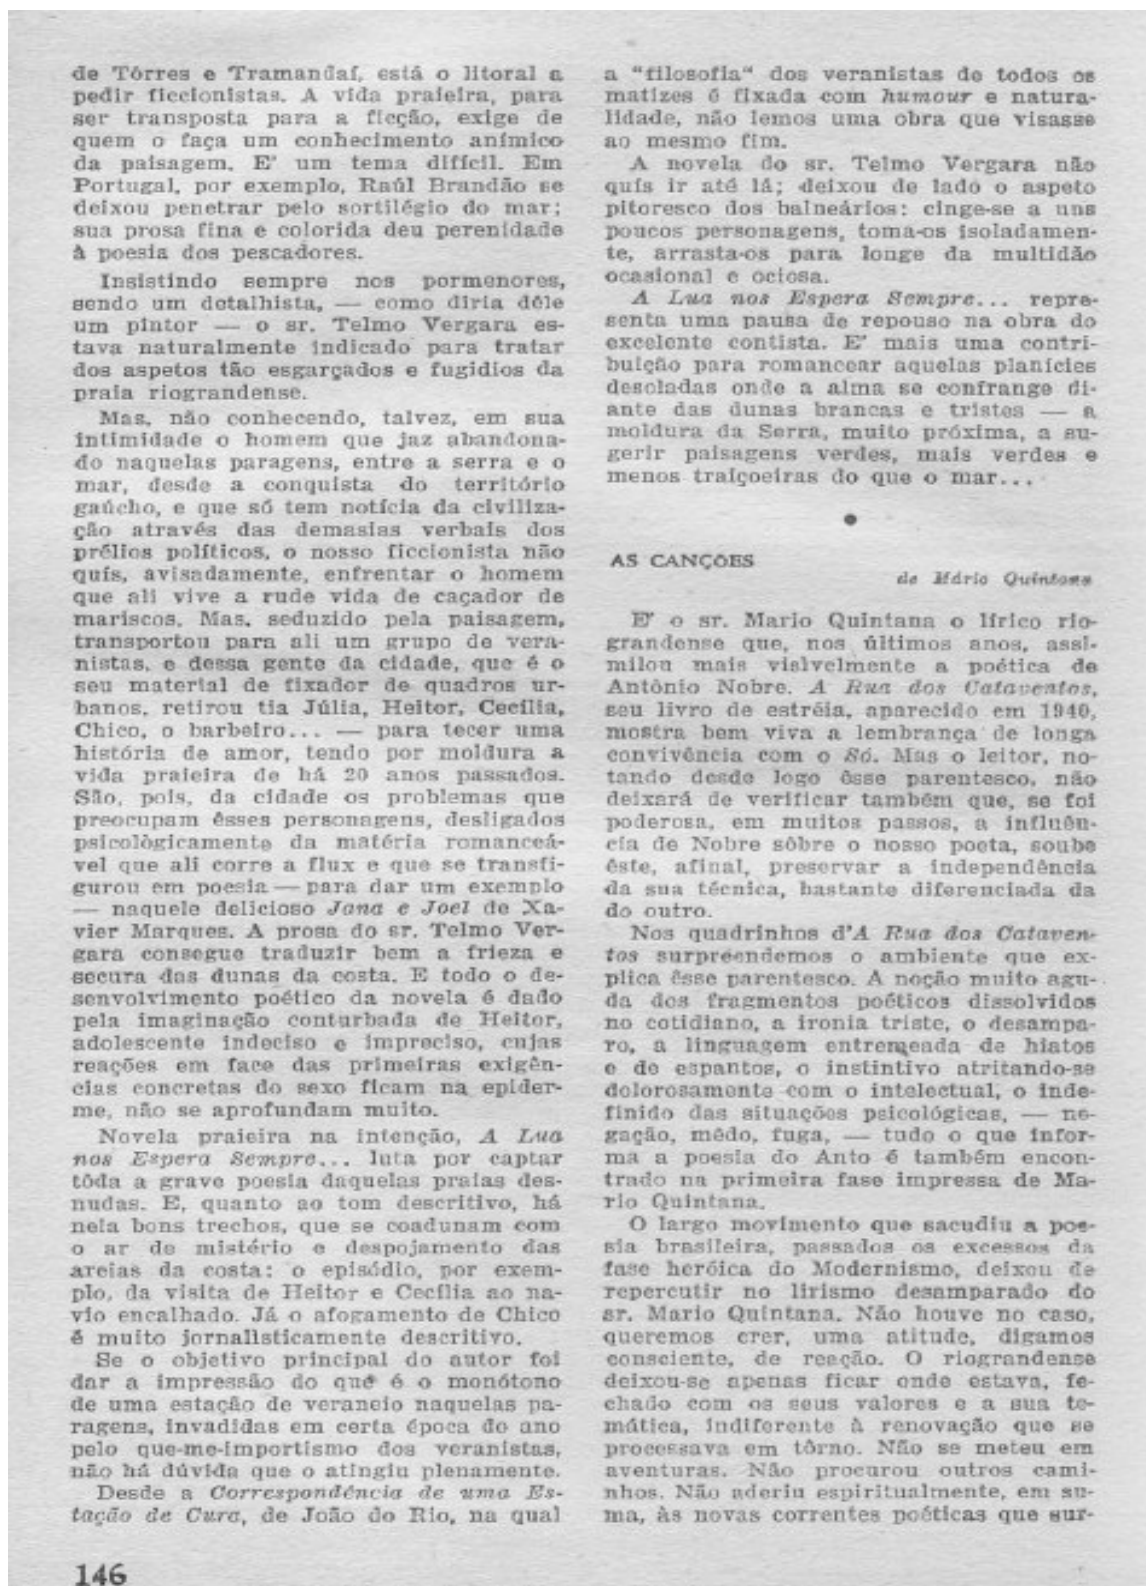 de Tôrres e Tramandaí, está o litoral a
pedir ficcionistas. A vida praieira, para
ser transposta para a ficção, exige de
quem o faça um conhecimento anímico
da paisagem. E' um tema difícil. Em
Portugal, por exemplo, Raúl Brandão se
deixou penetrar pelo sortilégio do mar;
sua prosa fina e colorida deu perenidade
à poesia dos pescadores.
Insistindo sempre nos pormenores,
sendo um detalhista, — como diria dêle
um pintor — o sr. Telmo Vergara es-
tava naturalmente indicado para tratar
dos aspetos tão esgarçados e fugidios da
praia riograndense.
Mas, não conhecendo, talvez, em sua
intimidade o homem que jaz abandona-
do naquelas paragens, entre a serra e o
mar, desde a conquista do território
gaúcho, e que só tem notícia da civiliza-
ção através das demasias verbais dos
prélios políticos, o nosso ficcionista não
quís, avisadamente, enfrentar o homem
que ali vive a rude vida de caçador de
mariscos. Mas, seduzido pela paisagem,
transportou para ali um grupo de vera-
nistas, e dessa gente da cidade, que é o
seu material de fixador de quadros ur-
banos, retirou tia Júlia, Heitor, Cecília,
Chico, o barbeiro... — para tecer uma
história de amor, tendo por moldura a
vida praieira de há 20 anos passados.
São, pois, da cidade os problemas que
preocupam êsses personagens, desligados
psicològicamente da matéria romanceá-
vel que ali corre a flux e que se transfi-
gurou em poesia — para dar um exemplo
— naquele delicioso Jana e Joel de Xa-
vier Marques. A prosa do sr. Telmo Ver-
gara consegue traduzir bem a frieza e
secura das dunas da costa. E todo o de-
senvolvimento poético da novela é dado
pela imaginação conturbada de Heitor,
adolescente indeciso e impreciso, cujas
reações em face das primeiras exigên-
cias concretas do sexo ficam na epider-
me, não se aprofundam muito.
Novela praieira na intenção, A Lua
nos Espera Sempre... luta por captar
tôda a grave poesia daquelas praias des-
nudas. E, quanto ao tom descritivo, há
nela bons trechos, que se coadunam com
o ar de mistério e despojamento das
areias da costa: o episódio, por exem-
plo, da visita de Heitor e Cecília ao na-
vio encalhado. Já o afogamento de Chico
é muito jornalisticamente descritivo.
Se o objetivo principal do autor foi
dar a impressão do que é o monótono
de uma estação de veraneio naquelas pa-
ragens, invadidas em certa época do ano
pelo que-me-importismo dos veranistas,
não há dúvida que o atingiu plenamente.
Desde a Correspondência de uma Es-
tação de Cura, de João do Rio, na qual
a "filosofia" dos veranistas de todos os
matizes é fixada com humour e natura-
lidade, não lemos uma obra que visasse
ao mesmo fim.
A novela do sr. Telmo Vergara não
quís ir até lá; deixou de lado o aspeto
pitoresco dos balneários: cinge-se a uns
poucos personagens, toma-os isoladamen-
te, arrasta-os para longe da multidão
ocasional e ociosa.
A Lua nos Espera Sempre... repre-
senta uma pausa de repouso na obra do
excelente contista. E' mais uma contri-
buição para romancear aquelas planícies
desoladas onde a alma se confrange di-
ante das dunas brancas e tristes — a
moldura da Serra, muito próxima, a su-
gerir paisagens verdes, mais verdes e
menos traiçoeiras do que o mar...
●
AS CANÇÕES
de Mário Quintana
E' o sr. Mario Quintana o lírico rio-
grandense que, nos últimos anos, assi-
milou mais visivelmente a poética de
Antônio Nobre. A Rua dos Cataventos,
seu livro de estréia, aparecido em 1940,
mostra bem viva a lembrança de longa
convivência com o Só. Mas o leitor, no-
tando desde logo êsse parentesco, não
deixará de verificar também que, se foi
poderosa, em muitos passos, a influên-
cia de Nobre sôbre o nosso poeta, soube
êste, afinal, preservar a independência
da sua técnica, bastante diferenciada da
do outro.
Nos quadrinhos d'A Rua dos Cataven-
tos surpreendemos o ambiente que ex-
plica êsse parentesco. A noção muito agu-
da dos fragmentos poéticos dissolvidos
no cotidiano, a ironia triste, o desampa-
ro, a linguagem entremeada de hiatos
e de espantos, o instintivo atritando-se
dolorosamente com o intelectual, o inde-
finido das situações psicológicas, — ne-
gação, mêdo, fuga, — tudo o que infor-
ma a poesia do Anto é também encon-
trado na primeira fase impressa de Ma-
rio Quintana.
O largo movimento que sacudiu a poe-
sia brasileira, passados os excessos da
fase heróica do Modernismo, deixou de
repercutir no lirismo desamparado do
sr. Mario Quintana. Não houve no caso,
queremos crer, uma atitude, digamos
consciente, de reação. O riograndense
deixou-se apenas ficar onde estava, fe-
chado com os seus valores e a sua te-
mática, indiferente à renovação que se
processava em tôrno. Não se meteu em
aventuras. Não procurou outros cami-
nhos. Não aderiu espiritualmente, em su-
ma, às novas correntes poéticas que sur-
146